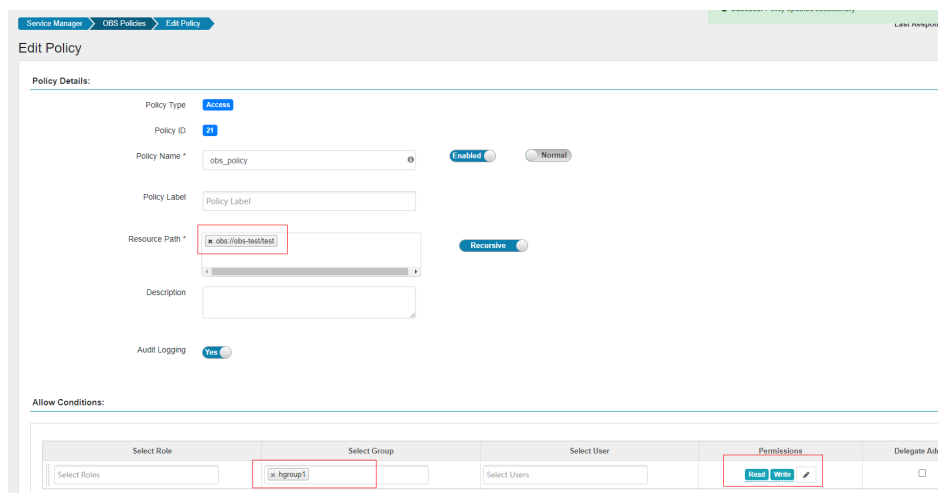 Service Manager OBS Policies Edit Policy
Last Respon
Edit Policy
Policy Details:
Policy Type Access
Policy ID 21
Policy Name * obs_policy Enabled Normal
Policy Label Policy Label
Resource Path * × obs://obs-test/test Recursive
Description
Audit Logging Yes
Allow Conditions:
Select Role Select Group Select User Permissions Delegate Adr
Select Roles × hgroup1 Select Users Read Write